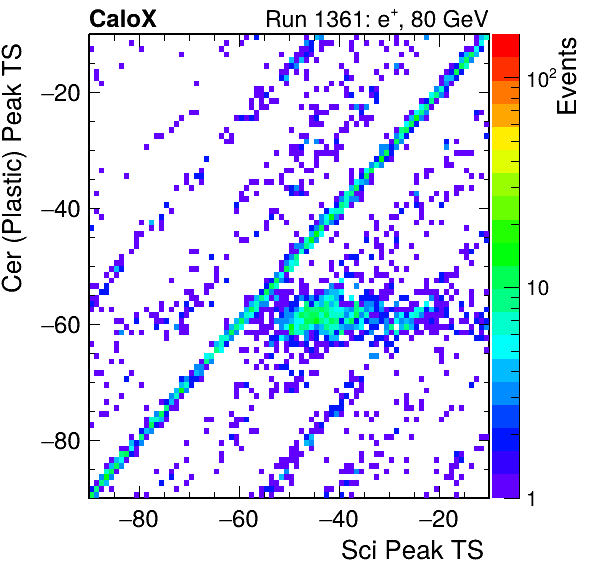 CaloX
Run 1361: e+, 80 GeV
Cer (Plastic) Peak TS
−20
−40
−60
−80
−80
−60
−40
−20
Sci Peak TS
Events
10²
10
1